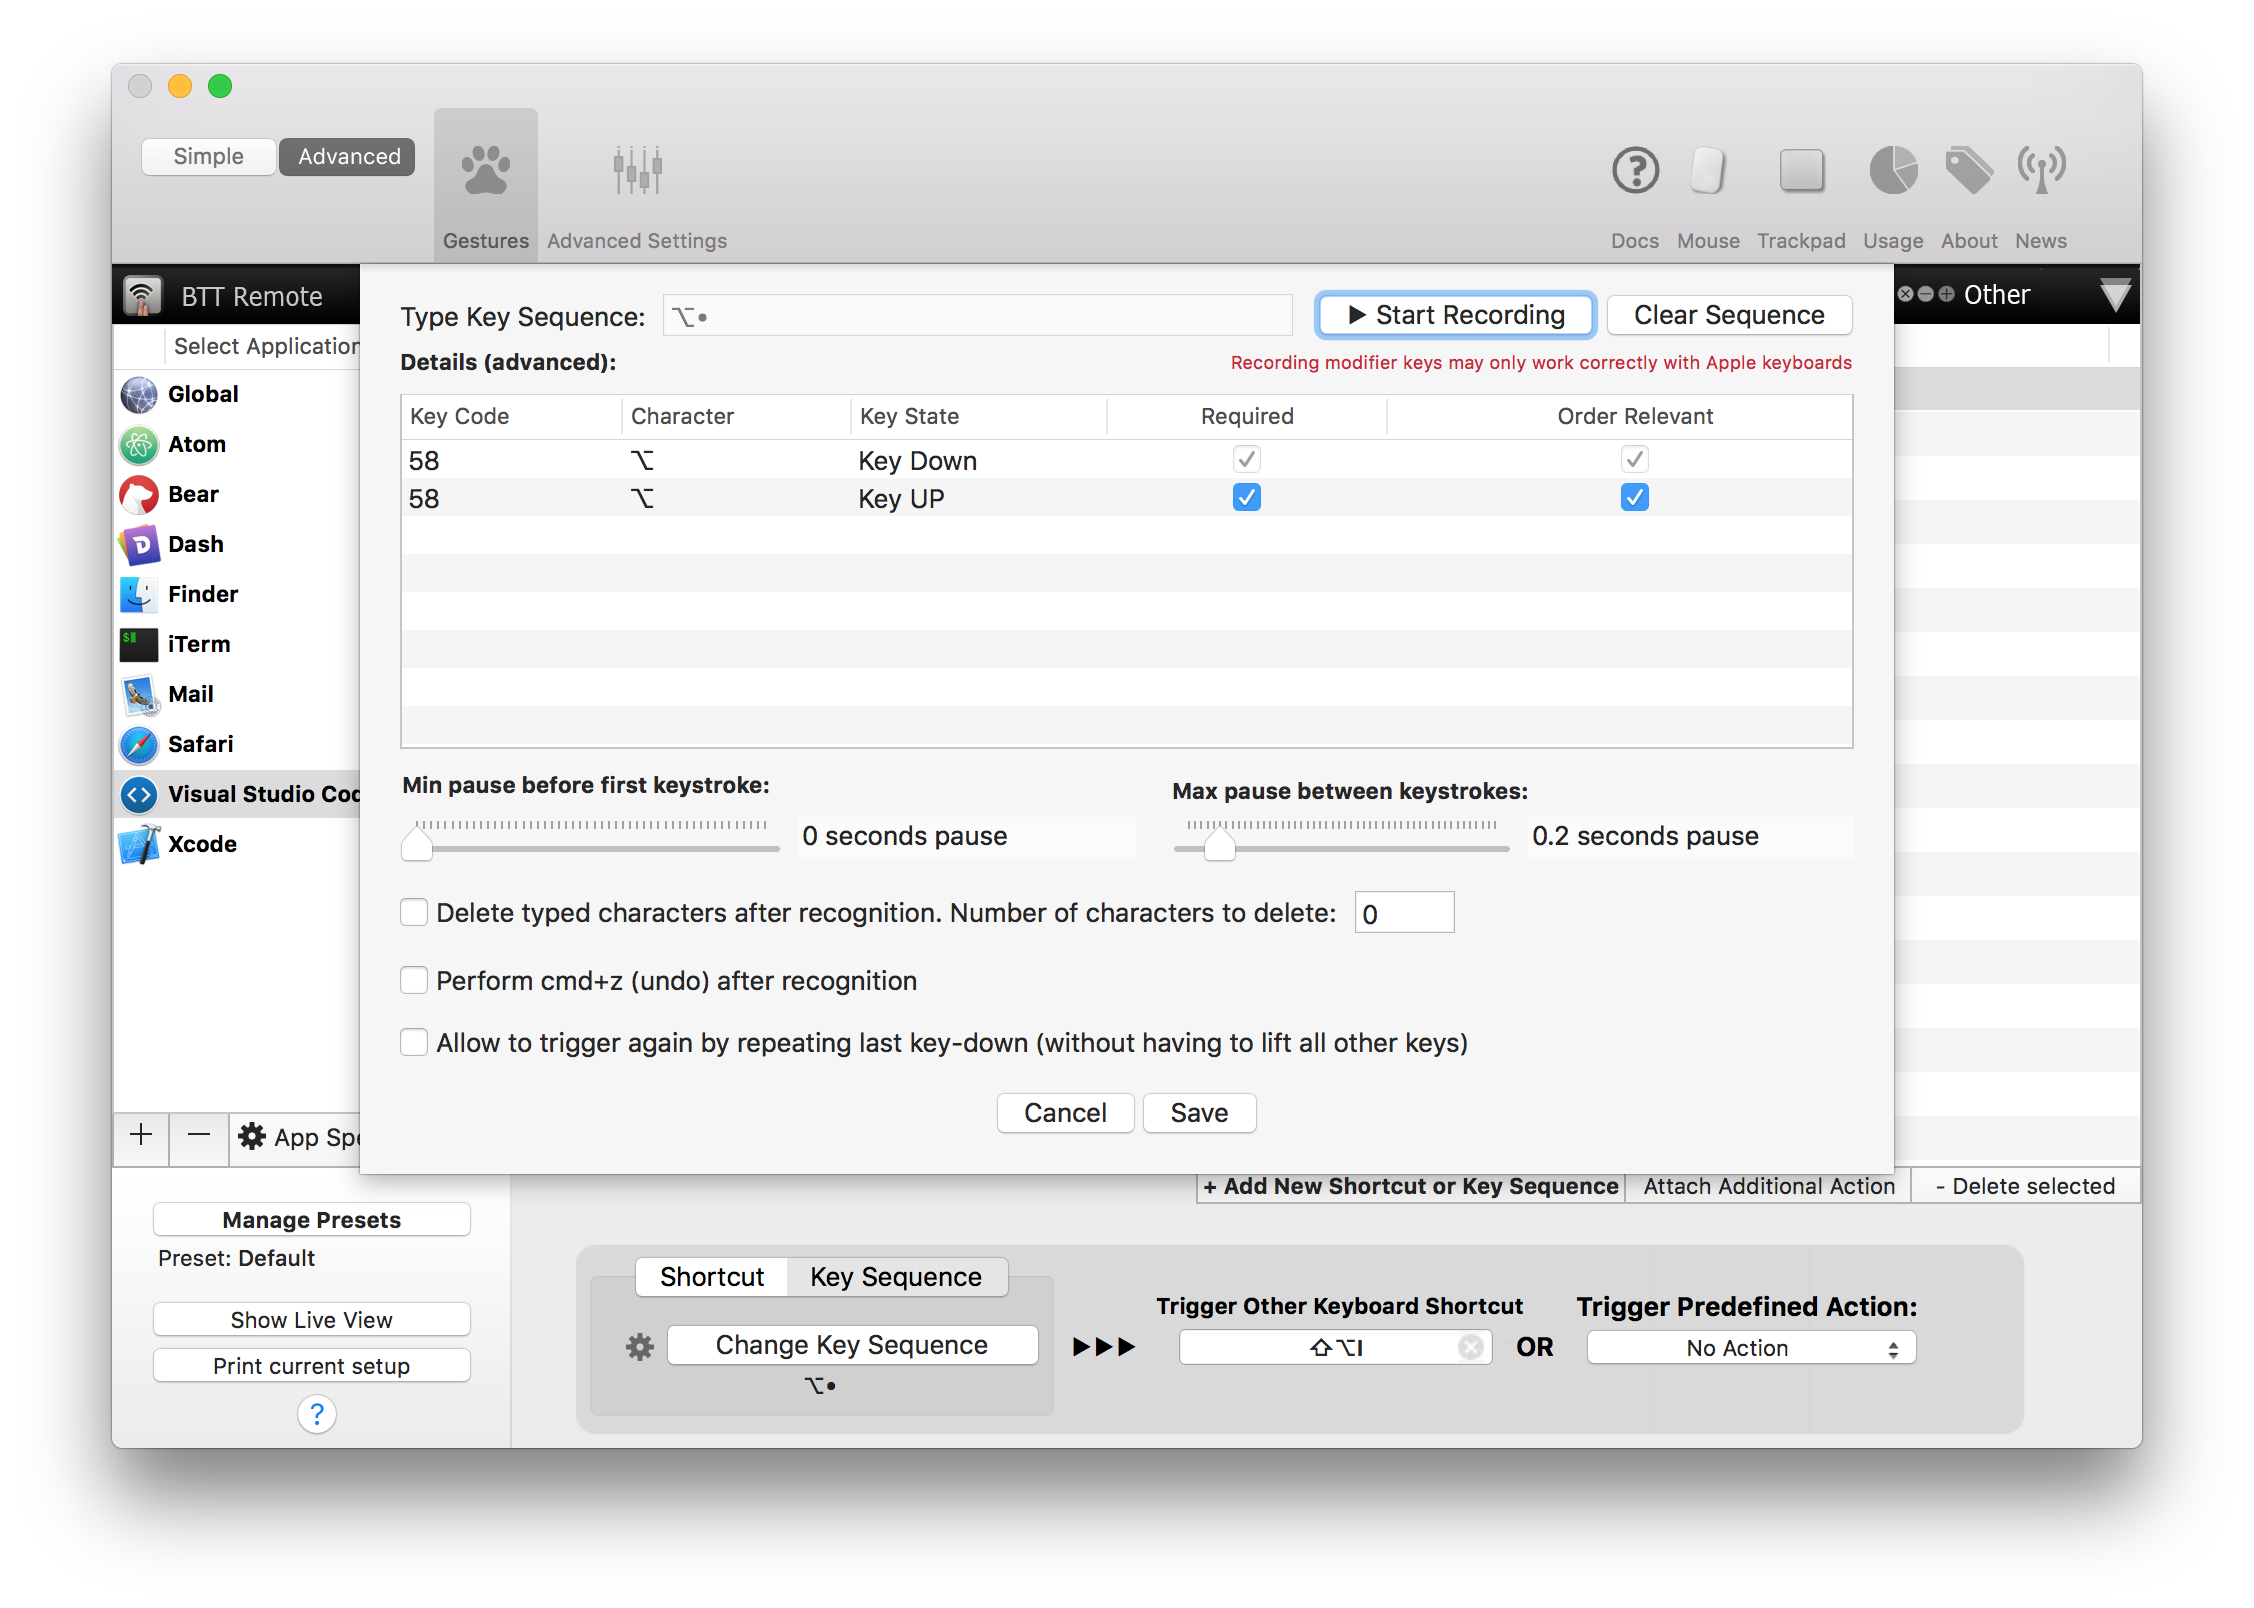 Simple
Advanced
Gestures
Advanced Settings
Docs
Mouse
Trackpad
Usage
About
News
BTT Remote
Other
Select Application
Global
Atom
Bear
Dash
Finder
iTerm
Mail
Safari
Visual Studio Cod
Xcode
App Spe
Type Key Sequence:
⌥•
▶ Start Recording
Clear Sequence
Details (advanced):
Recording modifier keys may only work correctly with Apple keyboards
Key Code
Character
Key State
Required
Order Relevant
58
⌥
Key Down
58
⌥
Key UP
Min pause before first keystroke:
0 seconds pause
Max pause between keystrokes:
0.2 seconds pause
Delete typed characters after recognition. Number of characters to delete:
0
Perform cmd+z (undo) after recognition
Allow to trigger again by repeating last key-down (without having to lift all other keys)
Cancel
Save
+ Add New Shortcut or Key Sequence
Attach Additional Action
- Delete selected
Manage Presets
Preset: Default
Show Live View
Print current setup
?
Shortcut
Key Sequence
Change Key Sequence
⌥•
▶▶▶
Trigger Other Keyboard Shortcut
⇧⌥I
OR
Trigger Predefined Action:
No Action